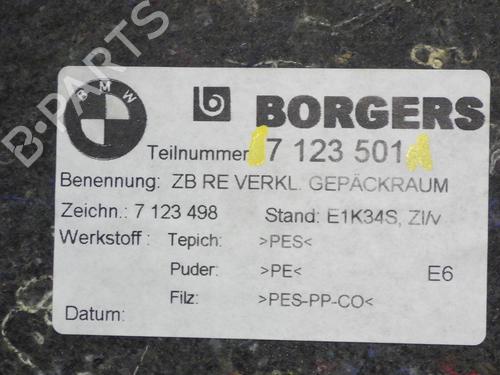 B-PARTS
BMW
BORGERS
Teilnummer 7 123 501
Benennung: ZB RE VERKL. GEPÄCKRAUM
Zeichn.: 7 123 498 Stand: E1K34S, ZI/v
Werkstoff : Tepich: >PES<
Puder: >PE< E6
Filz: >PES-PP-CO<
Datum: